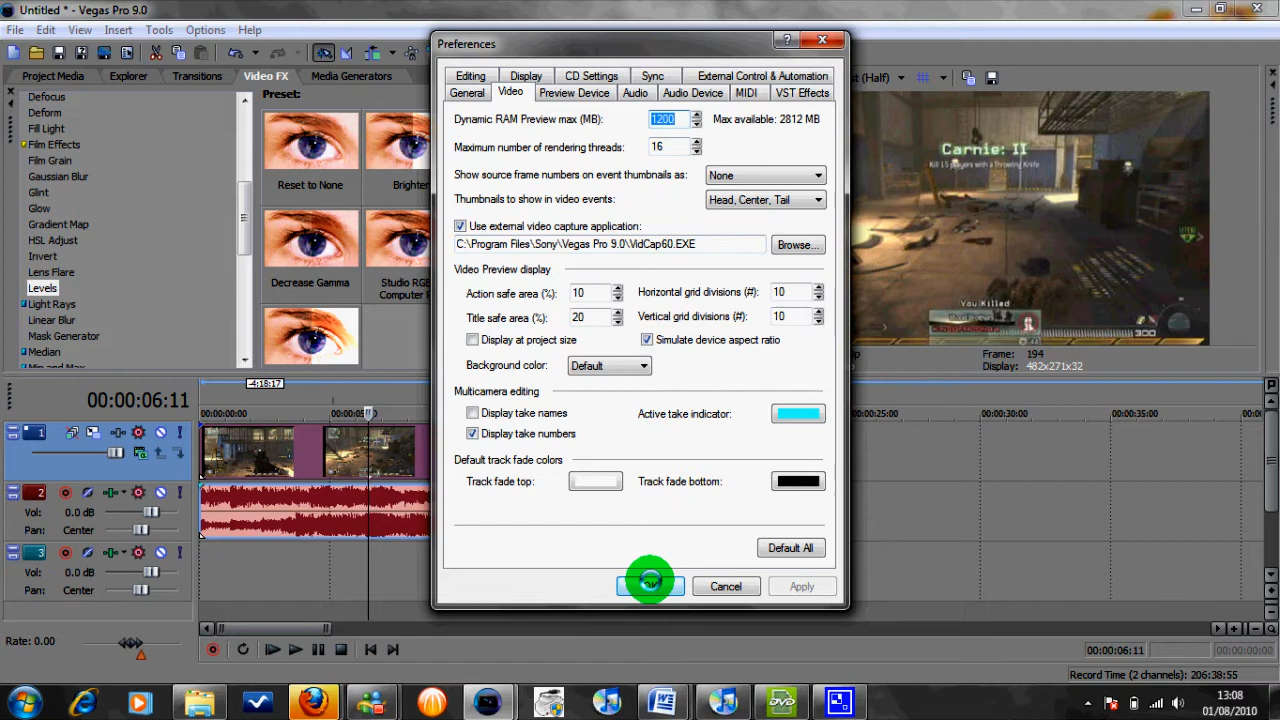 Untitled * - Vegas Pro 9.0
File Edit View Insert Tools Options Help
Project Media Explorer Transitions Video FX Media Generators
Defocus
Deform
Fill Light
Film Effects
Film Grain
Gaussian Blur
Glint
Glow
Gradient Map
HSL Adjust
Invert
Lens Flare
Levels
Light Rays
Linear Blur
Mask Generator
Median
Preset:
Reset to None
Decrease Gamma
Preferences
Editing Display CD Settings Sync External Control & Automation
General Video Preview Device Audio Audio Device MIDI VST Effects
Dynamic RAM Preview max (MB): 1200 Max available: 2812 MB
Maximum number of rendering threads: 16
Show source frame numbers on event thumbnails as: None
Thumbnails to show in video events: Head, Center, Tail
Use external video capture application:
C:\Program Files\Sony\Vegas Pro 9.0\VidCap60.EXE Browse...
Video Preview display
Action safe area (%): 10 Horizontal grid divisions (#): 10
Title safe area (%): 20 Vertical grid divisions (#): 10
Display at project size Simulate device aspect ratio
Background color: Default
Multicamera editing
Display take names Active take indicator:
Display take numbers
Default track fade colors
Track fade top: Track fade bottom:
Default All
Cancel Apply
(Half)
Carnie: II
Kill 15 players with a Throwing Knife
You Killed
300
Frame: 194
Display: 482x271x32
-4:18:17
00:00:06:11
00:00:00:00 00:00:25:00 00:00:30:00 00:00:35:00
1
2
Vol: 0.0 dB
Pan: Center
3
Vol: 0.0 dB
Pan: Center
Rate: 0.00
00:00:06:11
Record Time (2 channels): 206:38:55
13:08
01/08/2010